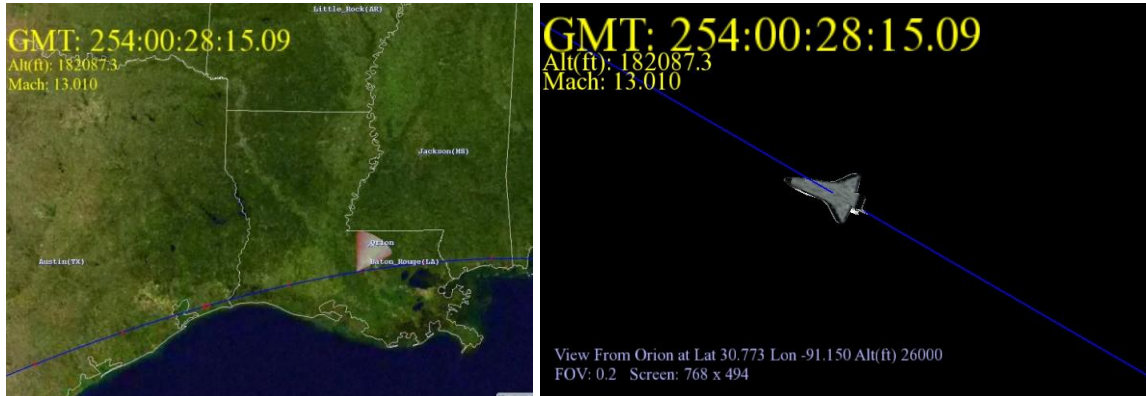 Little_Rock(AR)
GMT: 254:00:28:15.09
Alt(ft): 182087.3
Mach: 13.010
Jackson(MS)
Orion
Baton_Rouge(LA)
Austin(TX)
GMT: 254:00:28:15.09
Alt(ft): 182087.3
Mach: 13.010
View From Orion at Lat 30.773 Lon -91.150 Alt(ft) 26000
FOV: 0.2 Screen: 768 x 494